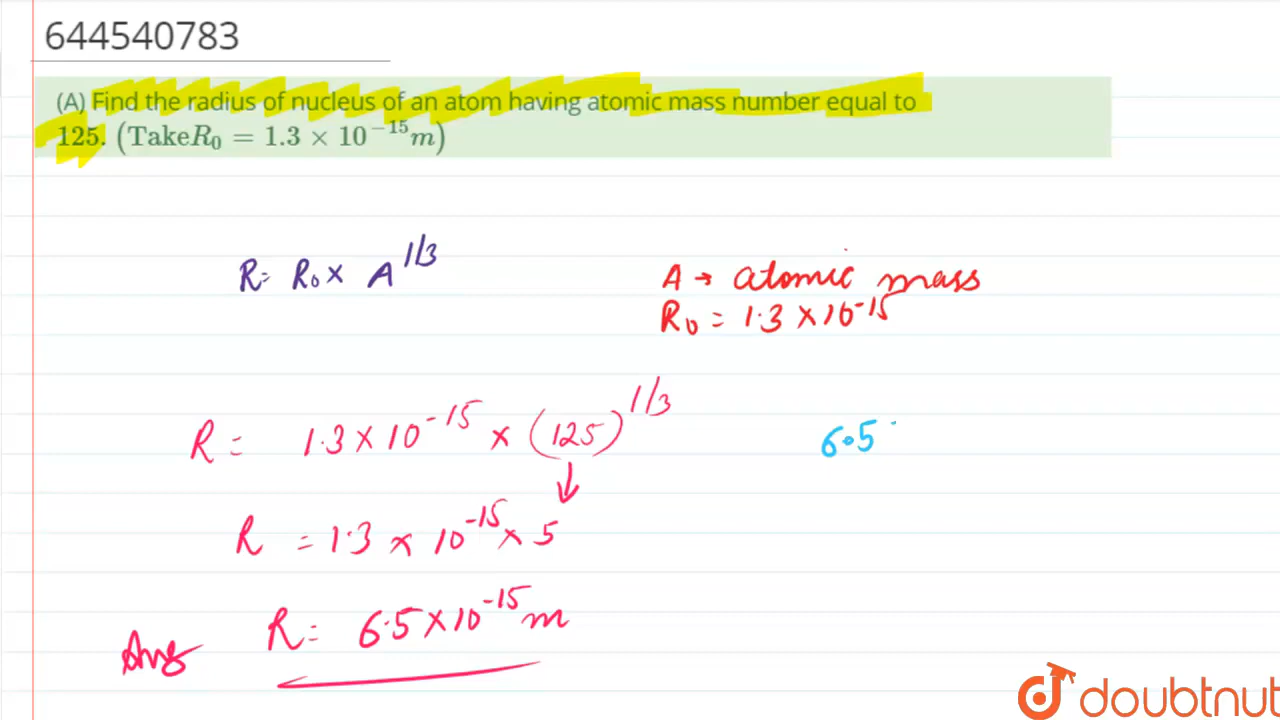 644540783
(A) Find the radius of nucleus of an atom having atomic mass number equal to
125. (Take R₀ = 1.3 × 10⁻¹⁵ m)
R = R₀ × A^1/3
A → atomic mass
R₀ = 1.3 × 10⁻¹⁵
R = 1.3 × 10⁻¹⁵ × (125)^1/3
6.5
↓
R = 1.3 × 10⁻¹⁵ × 5
Ans R = 6.5 × 10⁻¹⁵ m
doubtnut